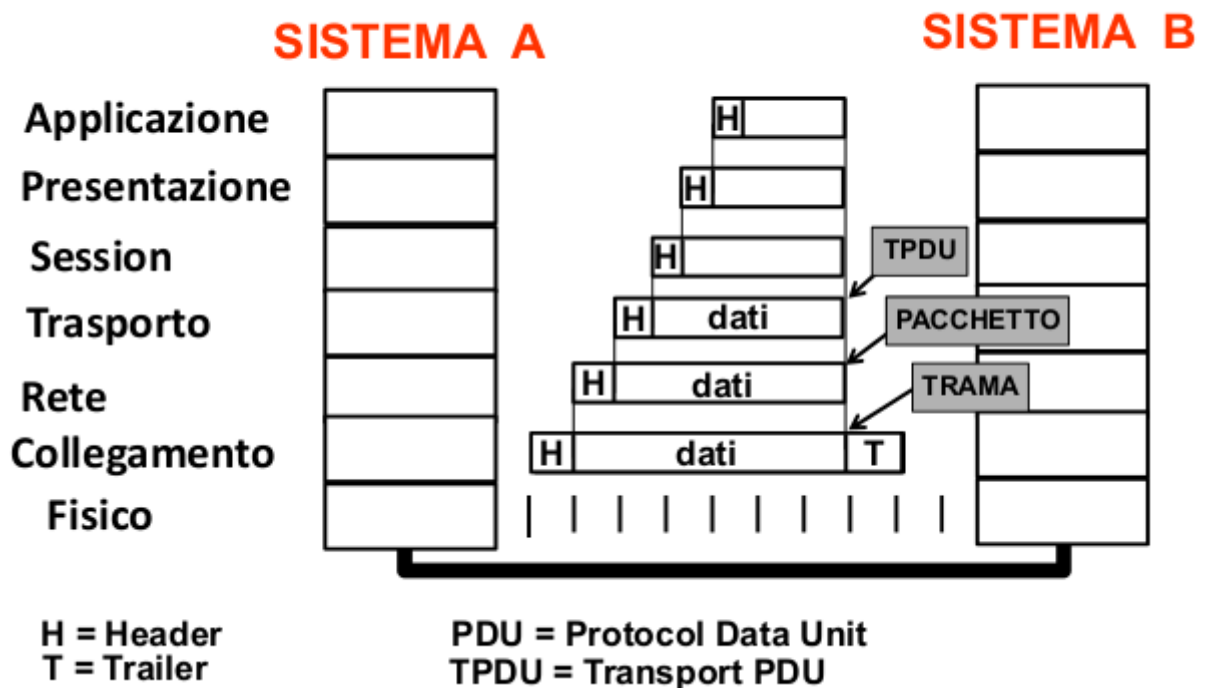 SISTEMA A
SISTEMA B
Applicazione
H
Presentazione
H
Session
H
TPDU
Trasporto
H dati
PACCHETTO
Rete
H dati
TRAMA
Collegamento
H dati T
Fisico
H = Header
PDU = Protocol Data Unit
T = Trailer
TPDU = Transport PDU